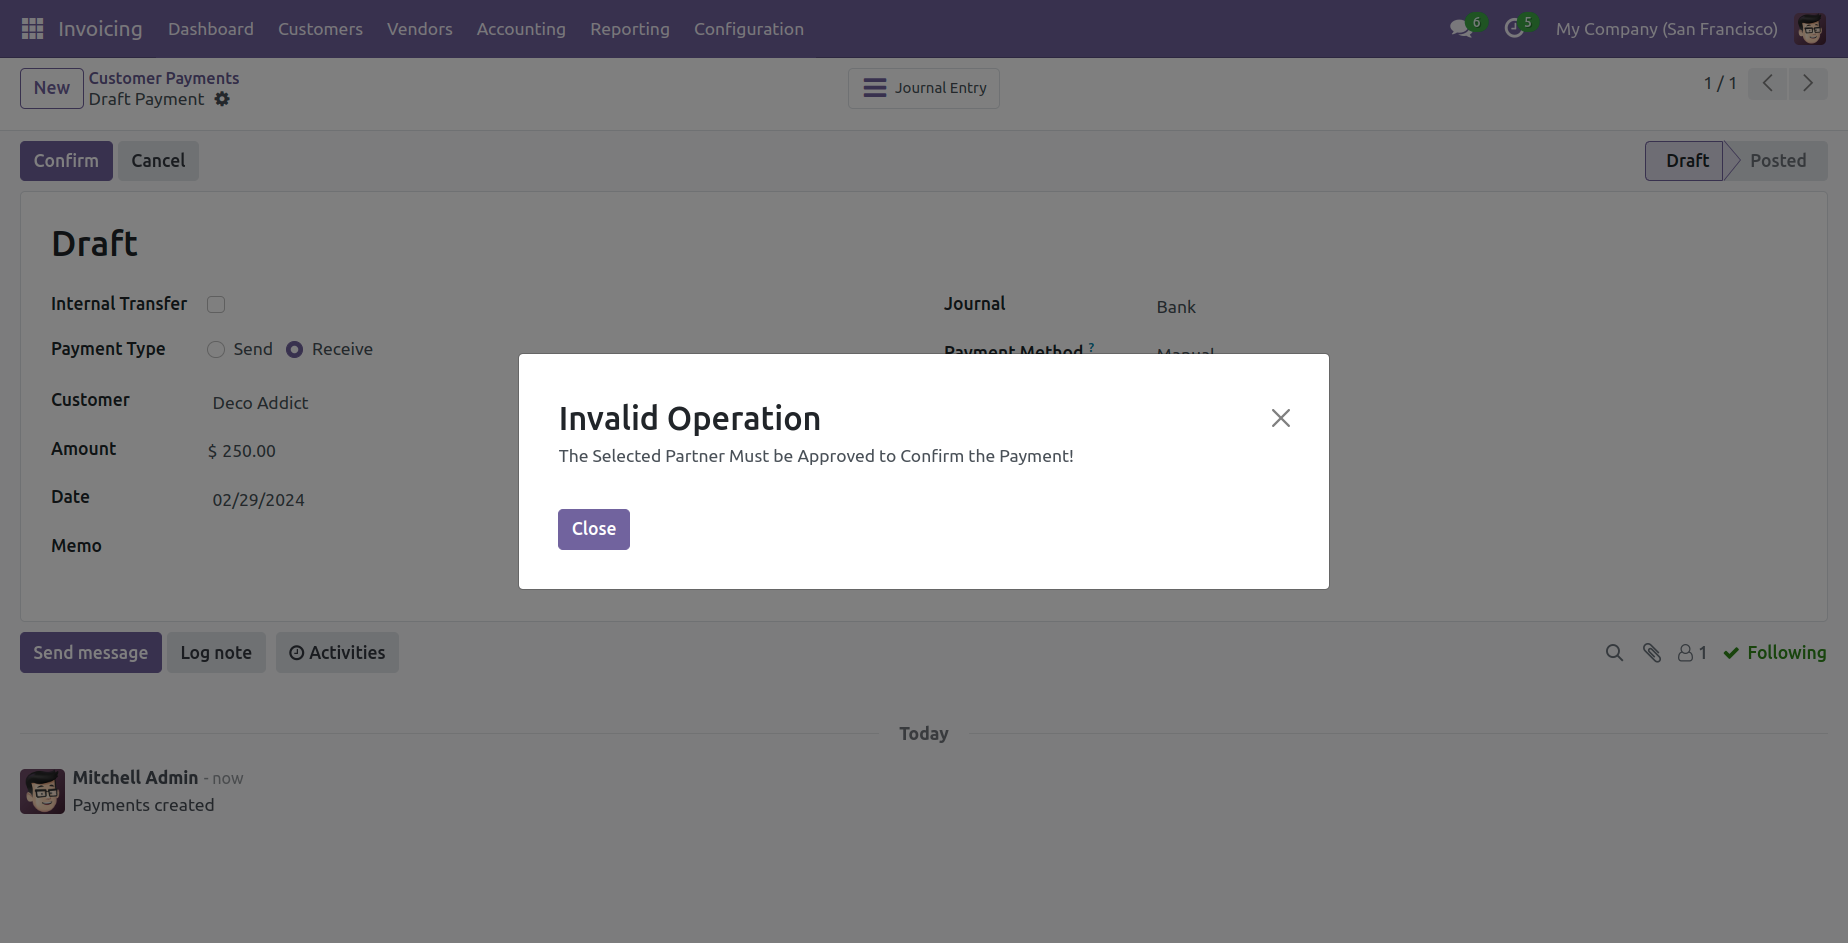 Invoicing Dashboard Customers Vendors Accounting Reporting Configuration 6 5 My Company (San Francisco)
New Customer Payments
Draft Payment
Journal Entry
1 / 1
Confirm Cancel
Draft Posted
Draft
Internal Transfer
Journal Bank
Payment Type Send Receive
Payment Method ? Manual
Customer Deco Addict
Amount $ 250.00
Date 02/29/2024
Memo
Invalid Operation
The Selected Partner Must be Approved to Confirm the Payment!
Close
Send message Log note Activities
1 Following
Today
Mitchell Admin - now
Payments created